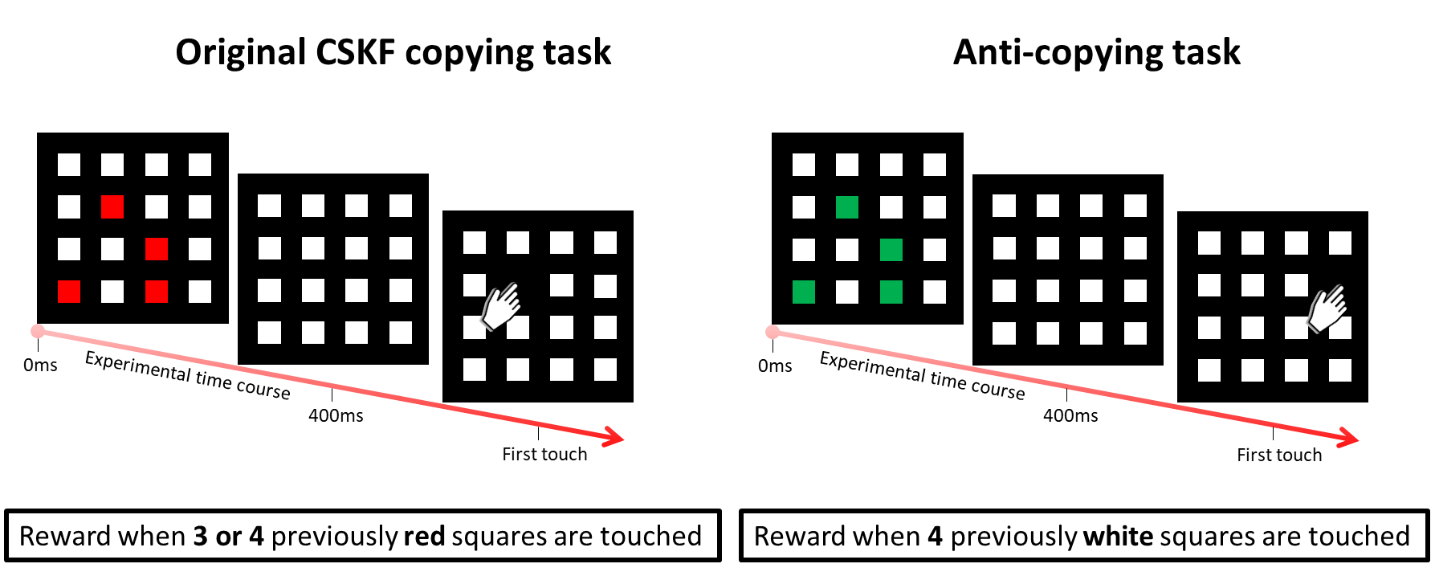 Original CSKF copying task
0ms
Experimental time course
400ms
First touch
Reward when 3 or 4 previously red squares are touched
Anti-copying task
0ms
Experimental time course
400ms
First touch
Reward when 4 previously white squares are touched